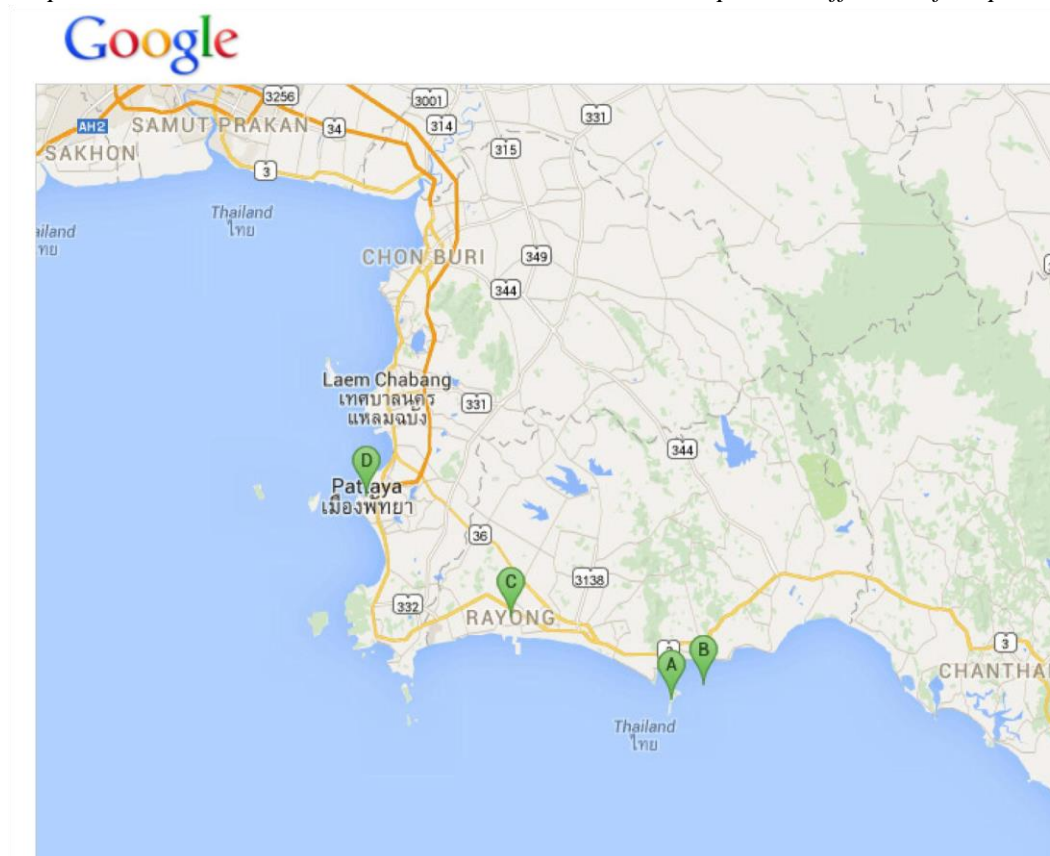 Google
3256
3001
331
AH2
SAMUT PRAKAN
34
314
SAKHON
315
3
Thailand
ไทย
ailand
ทย
CHON BURI
349
344
Laem Chabang
เทศบาลนคร
แหลมฉบัง
331
344
D
Pattaya
เมืองพัทยา
36
C
3138
332
RAYONG
B
A
3
CHANTHA
Thailand
ไทย